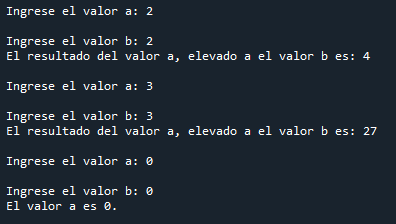 Ingrese el valor a: 2
Ingrese el valor b: 2
El resultado del valor a, elevado a el valor b es: 4
Ingrese el valor a: 3
Ingrese el valor b: 3
El resultado del valor a, elevado a el valor b es: 27
Ingrese el valor a: 0
Ingrese el valor b: 0
El valor a es 0.